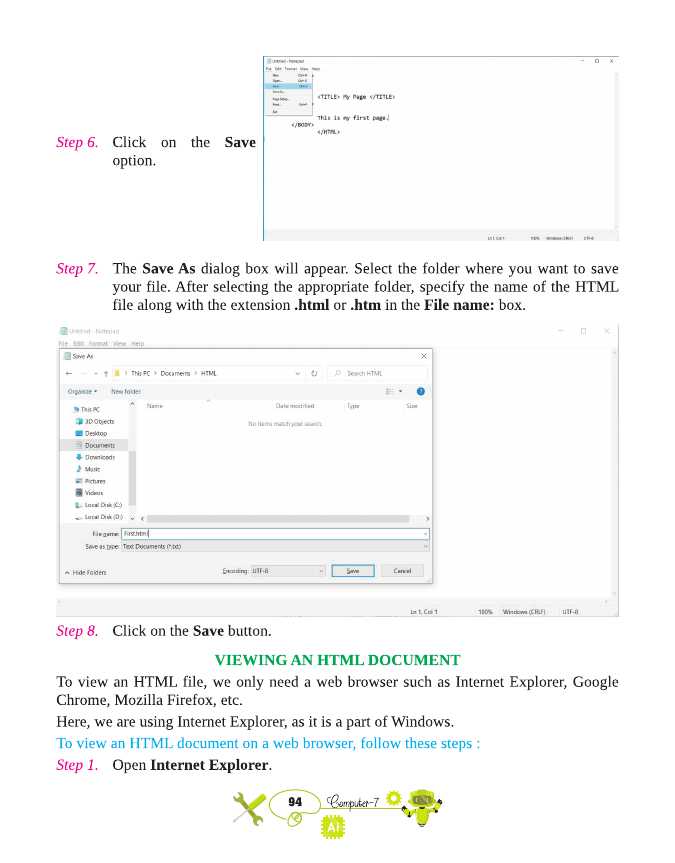 Untitled - Notepad
File Edit Format View Help
New Ctrl+N
Open... Ctrl+O
Save Ctrl+S
Save As...
Page Setup...
Print... Ctrl+P
Exit
<TITLE> My Page </TITLE>
This is my first page.
</BODY>
</HTML>
Ln 1, Col 1 100% Windows (CRLF) UTF-8
Step 6. Click on the Save
option.
Step 7. The Save As dialog box will appear. Select the folder where you want to save
your file. After selecting the appropriate folder, specify the name of the HTML
file along with the extension .html or .htm in the File name: box.
Untitled - Notepad
File Edit Format View Help
Save As
This PC > Documents > HTML
Search HTML
Organize New folder
This PC
3D Objects
Desktop
Documents
Downloads
Music
Pictures
Videos
Local Disk (C:)
Local Disk (D:)
Name Date modified Type Size
No items match your search.
File name: First.html
Save as type: Text Documents (*.txt)
Hide Folders Encoding: UTF-8 Save Cancel
Ln 1, Col 1 100% Windows (CRLF) UTF-8
Step 8. Click on the Save button.
VIEWING AN HTML DOCUMENT
To view an HTML file, we only need a web browser such as Internet Explorer, Google
Chrome, Mozilla Firefox, etc.
Here, we are using Internet Explorer, as it is a part of Windows.
To view an HTML document on a web browser, follow these steps :
Step 1. Open Internet Explorer.
94 Computer-7
AI